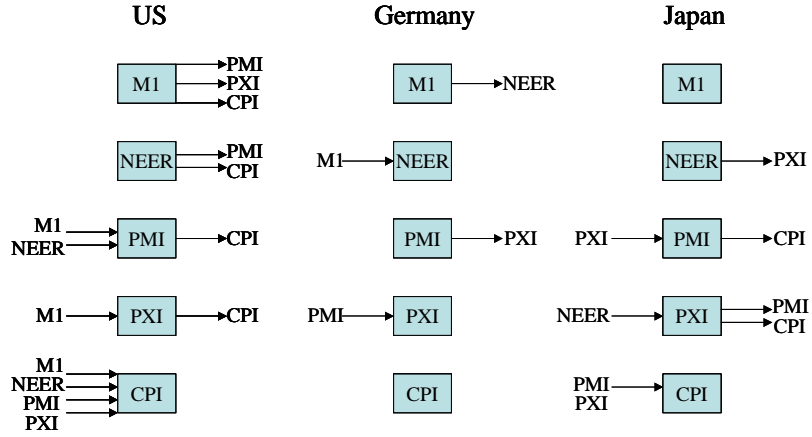 US Germany Japan
M1 PMI PXI CPI
M1 NEER
M1
NEER PMI CPI
M1 NEER
NEER PXI
M1 NEER PMI CPI
PMI PXI
PXI PMI CPI
M1 PXI CPI
PMI PXI
NEER PXI PMI CPI
M1 NEER PMI PXI CPI
CPI
PMI PXI CPI